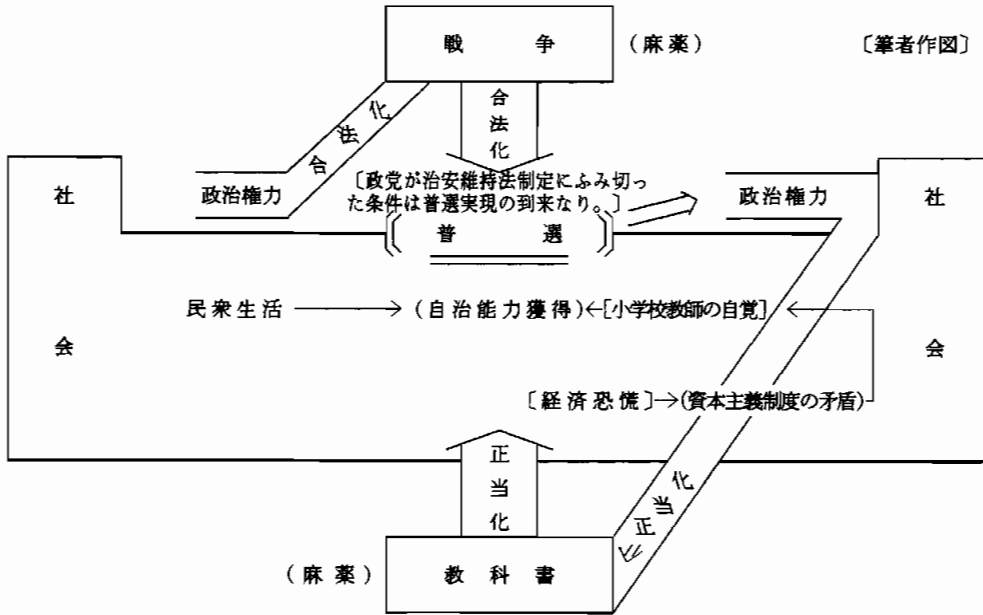 戦争
(麻薬)
〔筆者作図〕
合法化
合法化
社会
政治権力
〔政党が治安維持法制定にふみ切っ
た条件は普選実現の到来なり。〕
政治権力
社会
普選
民衆生活
(自治能力獲得)
[小学校教師の自覚]
〔経済恐慌〕
(資本主義制度の矛盾)
正当化
正当化
(麻薬)
教科書